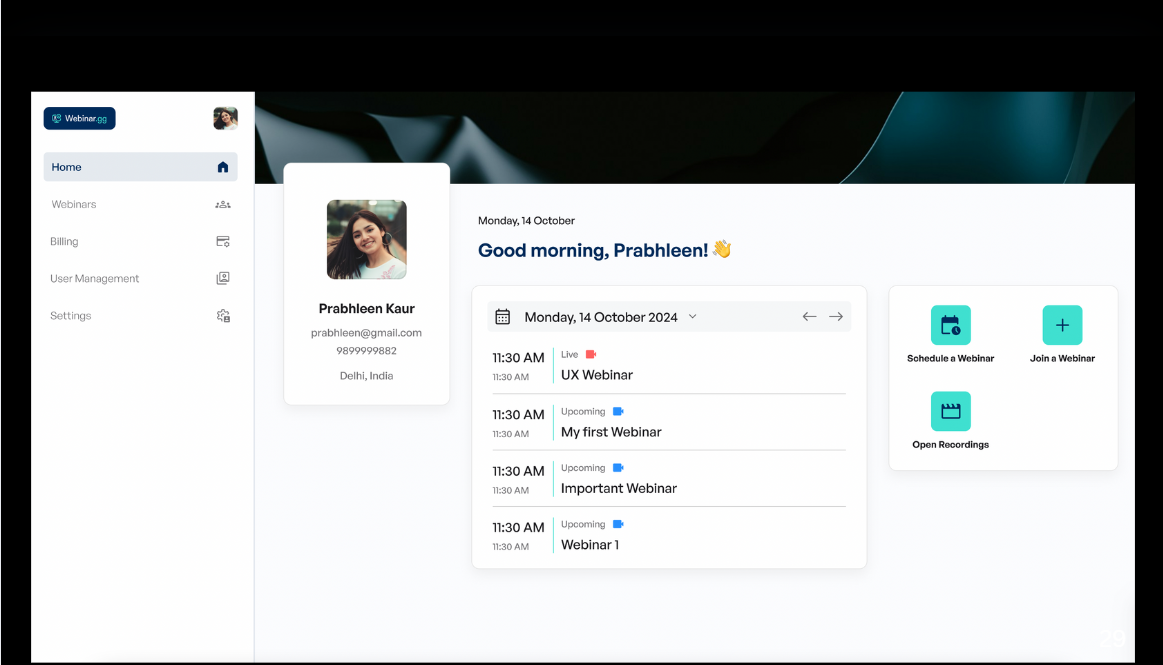 Webinar.gg
Home
Webinars
Billing
User Management
Settings
Prabhleen Kaur
prabhleen@gmail.com
9899999882
Delhi, India
Monday, 14 October
Good morning, Prabhleen! 👋
Monday, 14 October 2024
11:30 AM
11:30 AM
Live
UX Webinar
11:30 AM
11:30 AM
Upcoming
My first Webinar
11:30 AM
11:30 AM
Upcoming
Important Webinar
11:30 AM
11:30 AM
Upcoming
Webinar 1
Schedule a Webinar
Join a Webinar
Open Recordings